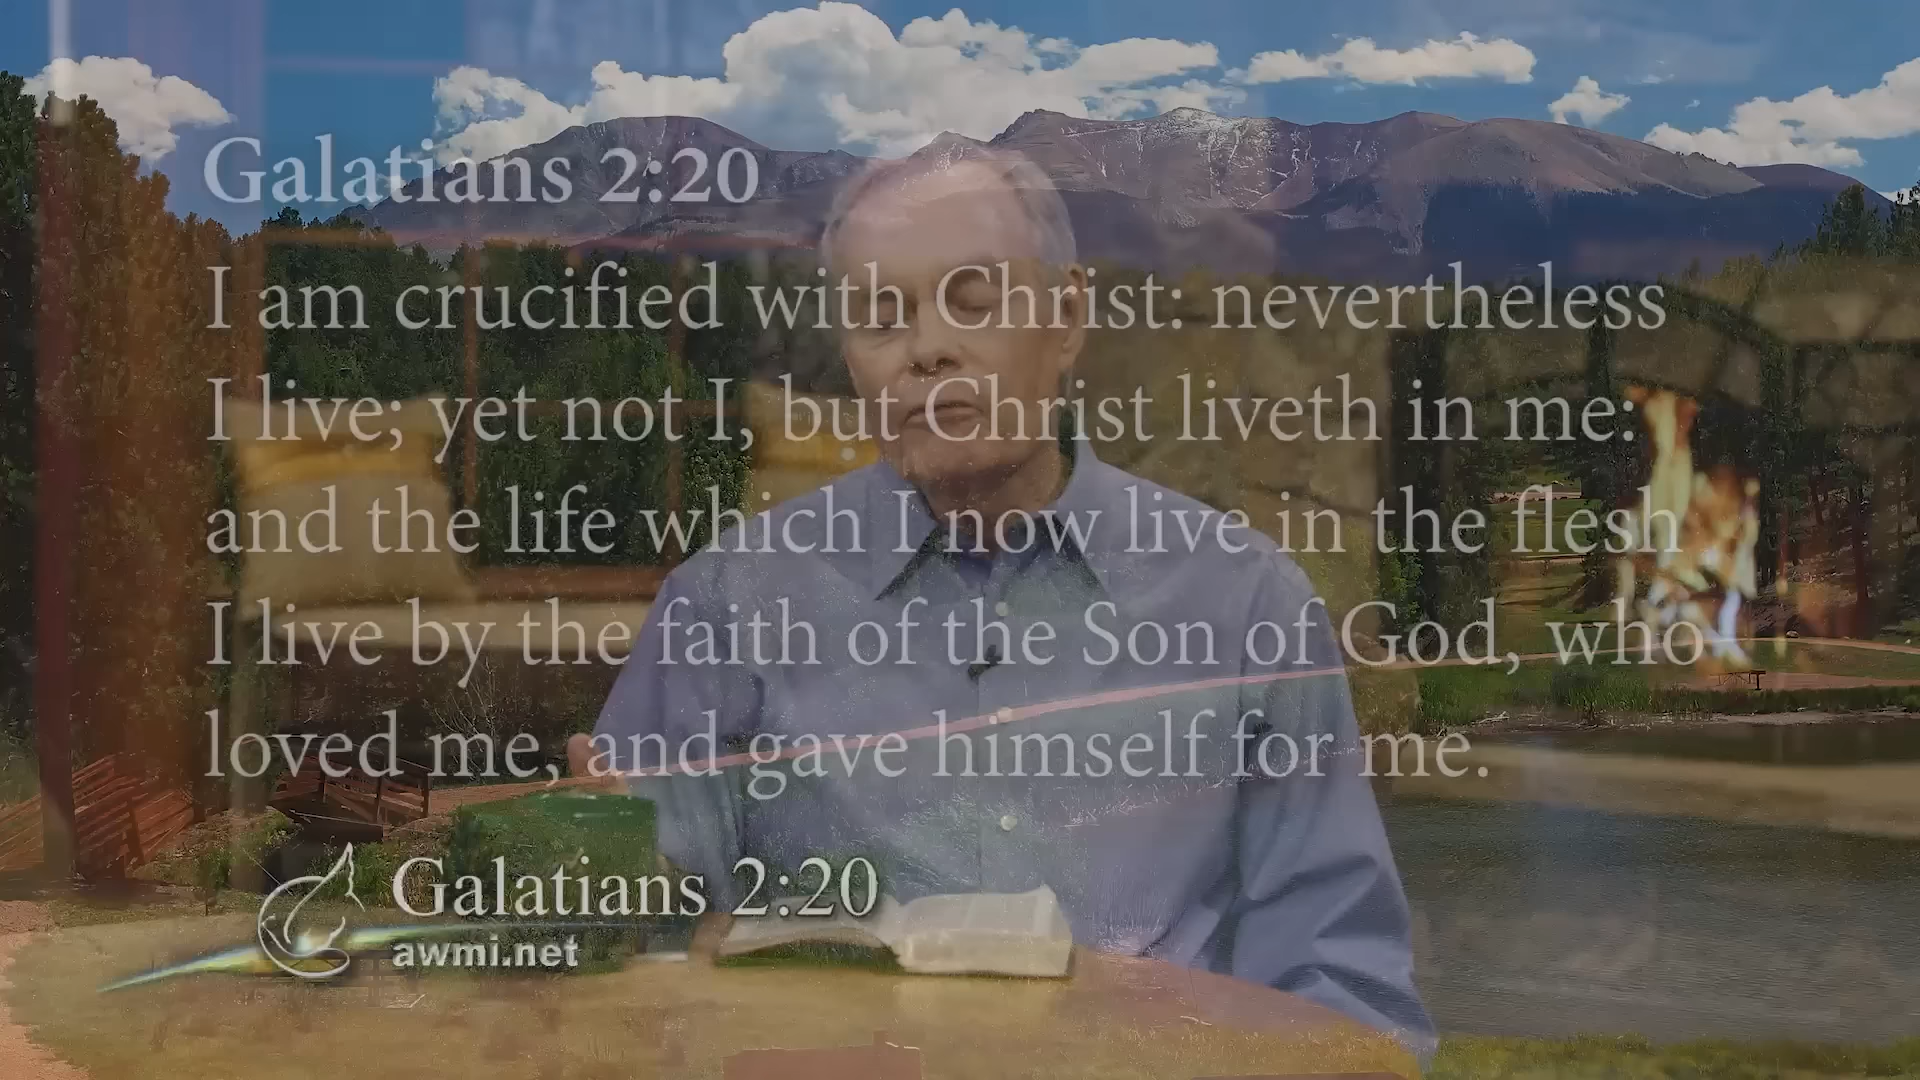 Galatians 2:20
I am crucified with Christ: nevertheless
I live; yet not I, but Christ liveth in me:
and the life which I now live in the flesh
I live by the faith of the Son of God, who
loved me, and gave himself for me.
Galatians 2:20
awmi.net